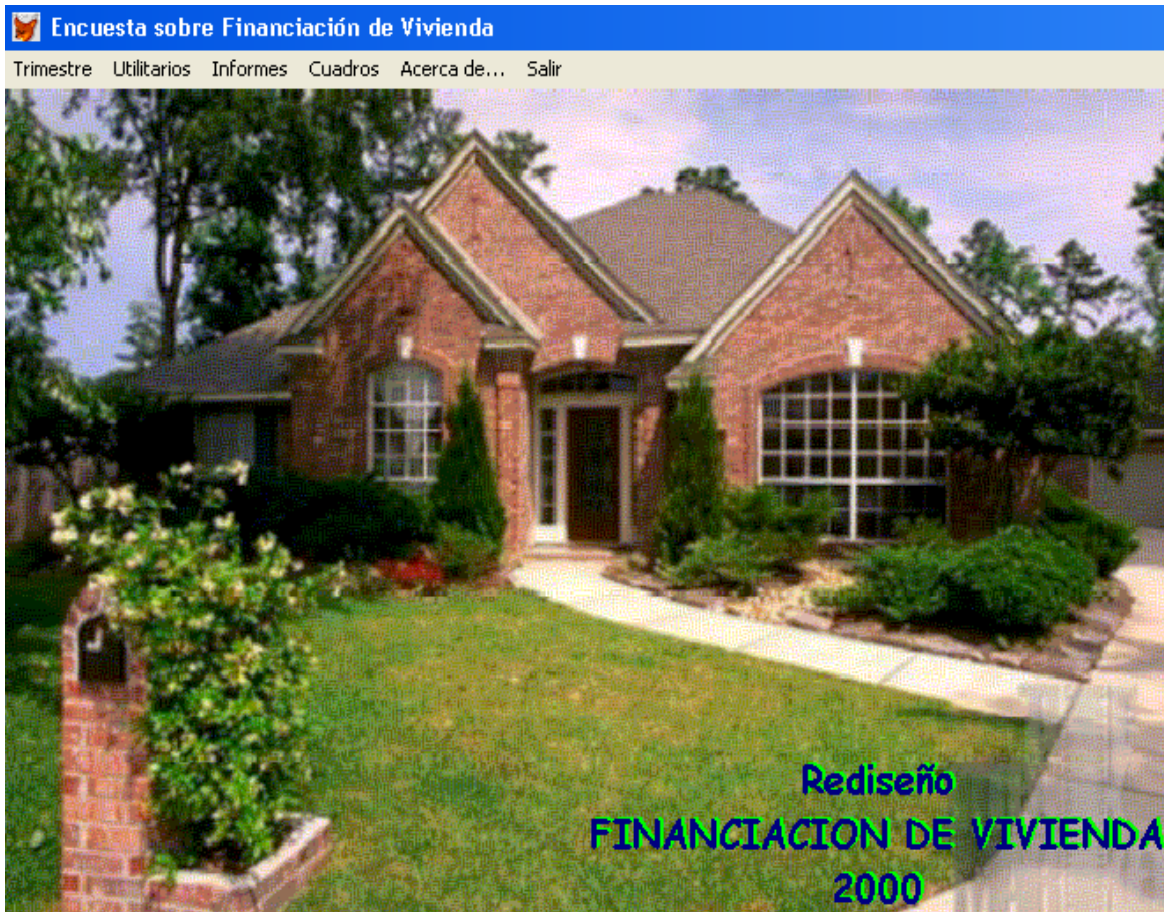 Encuesta sobre Financiación de Vivienda
Trimestre Utilitarios Informes Cuadros Acerca de... Salir
Rediseño
FINANCIACION DE VIVIENDA
2000